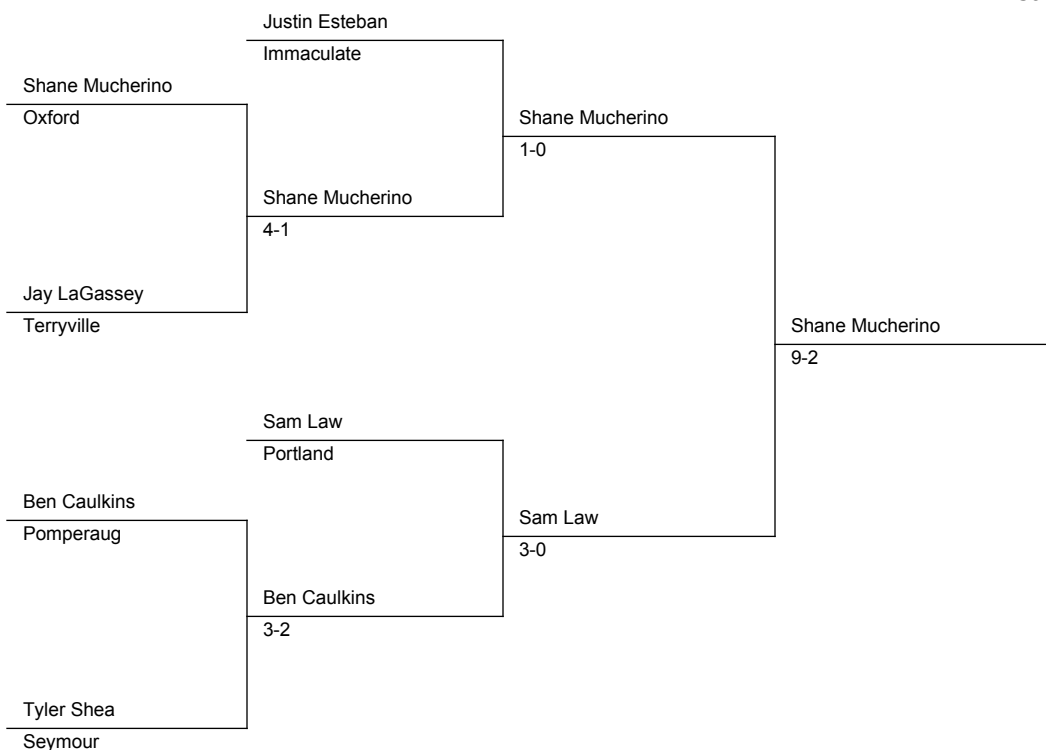 Justin Esteban
Immaculate
Shane Mucherino
Oxford
Shane Mucherino
1-0
Shane Mucherino
4-1
Jay LaGassey
Terryville
Shane Mucherino
9-2
Sam Law
Portland
Ben Caulkins
Pomperaug
Sam Law
3-0
Ben Caulkins
3-2
Tyler Shea
Seymour